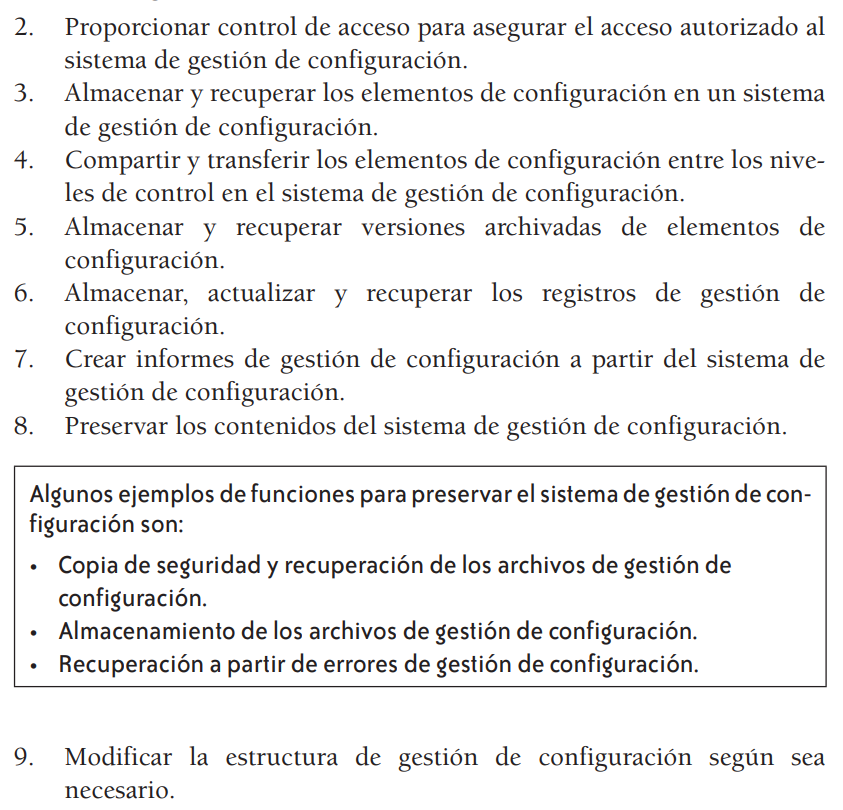 2. Proporcionar control de acceso para asegurar el acceso autorizado al
sistema de gestión de configuración.
3. Almacenar y recuperar los elementos de configuración en un sistema
de gestión de configuración.
4. Compartir y transferir los elementos de configuración entre los nive-
les de control en el sistema de gestión de configuración.
5. Almacenar y recuperar versiones archivadas de elementos de
configuración.
6. Almacenar, actualizar y recuperar los registros de gestión de
configuración.
7. Crear informes de gestión de configuración a partir del sistema de
gestión de configuración.
8. Preservar los contenidos del sistema de gestión de configuración.
Algunos ejemplos de funciones para preservar el sistema de gestión de con-
figuración son:
• Copia de seguridad y recuperación de los archivos de gestión de
configuración.
• Almacenamiento de los archivos de gestión de configuración.
• Recuperación a partir de errores de gestión de configuración.
9. Modificar la estructura de gestión de configuración según sea
necesario.